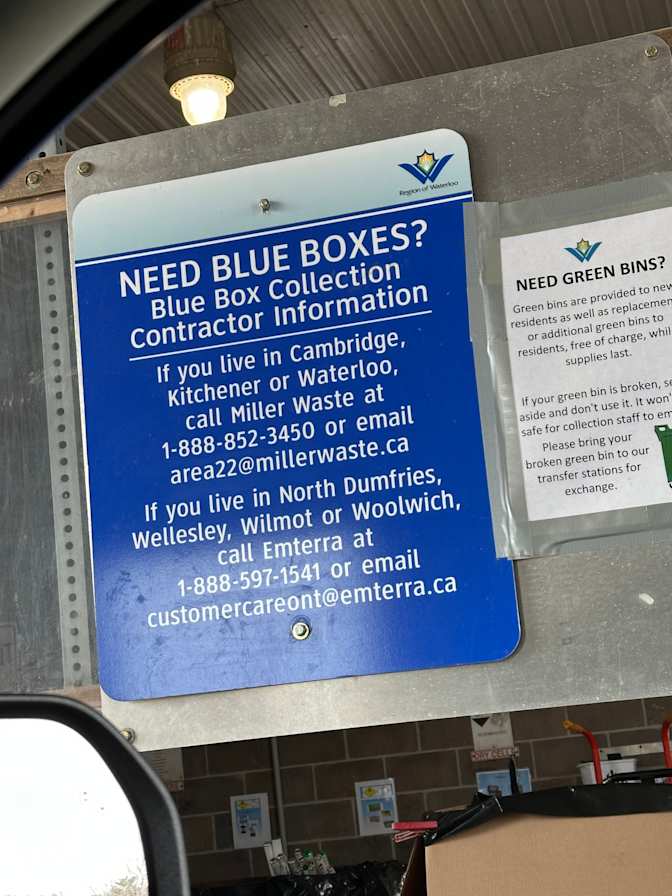 Region of Waterloo
NEED BLUE BOXES?
Blue Box Collection
Contractor Information
If you live in Cambridge,
Kitchener or Waterloo,
call Miller Waste at
1-888-852-3450 or email
area22@millerwaste.ca
If you live in North Dumfries,
Wellesley, Wilmot or Woolwich,
call Emterra at
1-888-597-1541 or email
customercareont@emterra.ca
NEED GREEN BINS?
Green bins are provided to new
residents as well as
or additional green bins to
residents, free of charge,
supplies last.
If your green bin is broken,
aside and don't use it. It
safe for collection staff to
Please bring your
broken green bin to our
transfer stations for
exchange.
DRY CELL